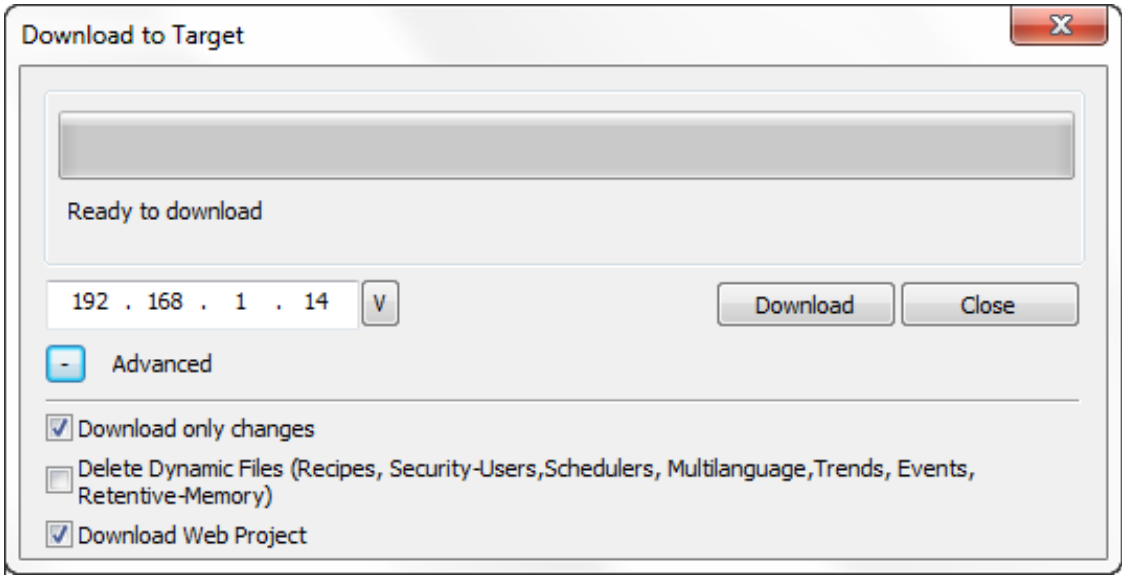 Download to Target
X
Ready to download
192 . 168 . 1 . 14
V
Download
Close
-
Advanced
Download only changes
Delete Dynamic Files (Recipes, Security-Users,Schedulers, Multilanguage,Trends, Events,
Retentive-Memory)
Download Web Project